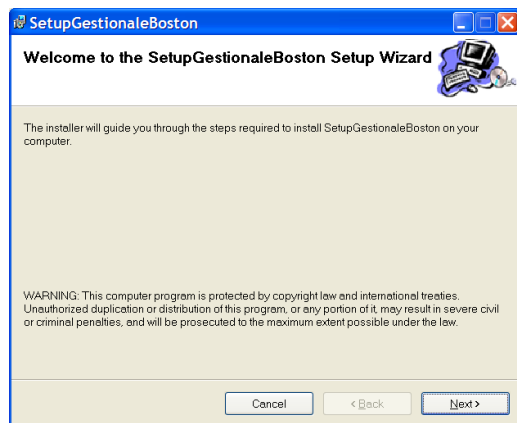 SetupGestionaleBoston
Welcome to the SetupGestionaleBoston Setup Wizard
The installer will guide you through the steps required to install SetupGestionaleBoston on your
computer.
WARNING: This computer program is protected by copyright law and international treaties.
Unauthorized duplication or distribution of this program, or any portion of it, may result in severe civil
or criminal penalties, and will be prosecuted to the maximum extent possible under the law.
Cancel
< Back
Next >